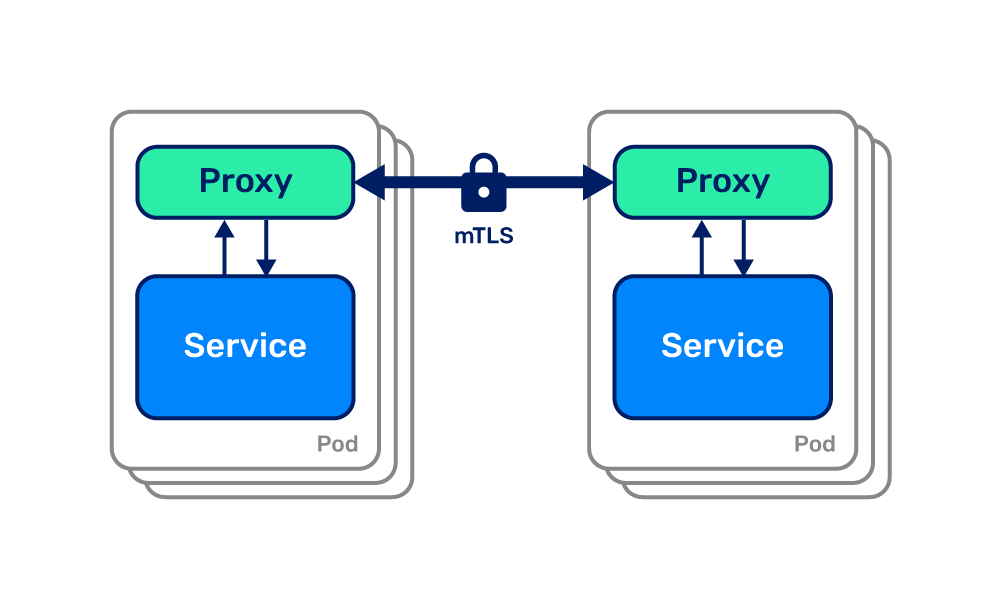 Proxy
Proxy
mTLS
Service
Service
Pod
Pod